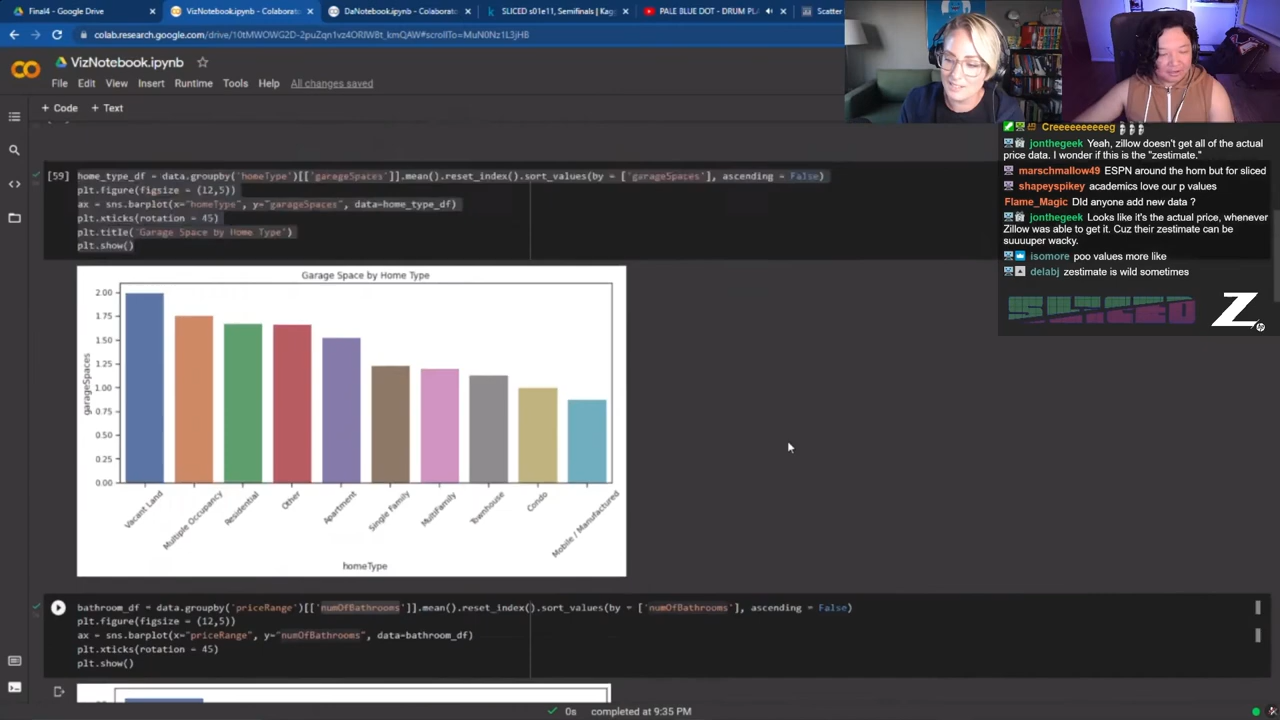 Final4 - Google Drive
VizNotebook.ipynb - Colaborato
DaNotebook.ipynb - Colaborato
SLICED s01e11, Semifinals | Kag
PALE BLUE DOT - DRUM PL
Scatter
colab.research.google.com/drive/10tMWOWG2D-2puZqn1vz4ORIWBt_kmQAW#scrollTo=MuNl0Nz1L3jHB
VizNotebook.ipynb
File Edit View Insert Runtime Tools Help All changes saved
+ Code + Text
[59] home_type_df = data.groupby('homeType')[['garageSpaces']].mean().reset_index().sort_values(by = ['garageSpaces'], ascending = False)
plt.figure(figsize = (12,5))
ax = sns.barplot(x="homeType", y="garageSpaces", data=home_type_df)
plt.xticks(rotation = 45)
plt.title('Garage Space by Home Type')
plt.show()
Garage Space by Home Type
2.00
1.75
1.50
1.25
1.00
0.75
0.50
0.25
0.00
garageSpaces
Vacant Land
Multiple Occupancy
Residential
Other
Apartment
Single Family
MultiFamily
Townhouse
Condo
Mobile / Manufactured
homeType
bathroom_df = data.groupby('priceRange')[['numOfBathrooms']].mean().reset_index().sort_values(by = ['numOfBathrooms'], ascending = False)
plt.figure(figsize = (12,5))
ax = sns.barplot(x="priceRange", y="numOfBathrooms", data=bathroom_df)
plt.xticks(rotation = 45)
plt.show()
0s completed at 9:35 PM
Creeeeeeeeeeg
jonthegeek Yeah, zillow doesn't get all of the actual
price data. I wonder if this is the "zestimate."
marschmallow49 ESPN around the horn but for sliced
shapeyspikey academics love our p values
Flame_Magic DId anyone add new data ?
jonthegeek Looks like it's the actual price, whenever
Zillow was able to get it. Cuz their zestimate can be
suuuuper wacky.
isomore poo values more like
delabj zestimate is wild sometimes
SLICED
Z
hp